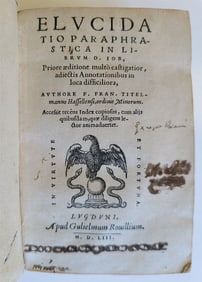 ELVCIDA
TIO PARAPHRA-
STICA IN LI-
BRVM D. IOB,
Priore æditione multò castigatior,
adiectis Annotationibus in
loca difficiliora,
AVTHORE F. FRAN. TITEL-
manno Hassellensi, ordinis Minorum.
Accessit recèns Index copiosus, cum alijs
quibusdam, quæ diligens le-
ctor animaduertet.
IN VIRTVTE
ET FORTVNA
LVGDVNI,
Apud Gulielmum Rouillium.
M. D. LIII.